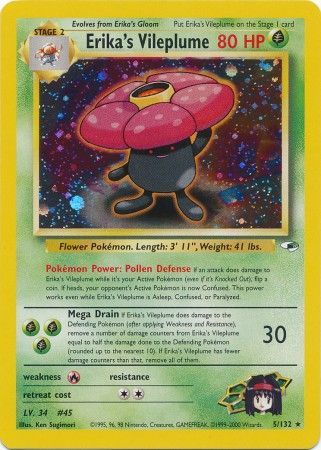 Evolves from Erika's Gloom
Put Erika's Vileplume on the Stage 1 card
STAGE 2
Erika's Vileplume 80 HP
Flower Pokémon. Length: 3' 11", Weight: 41 lbs.
Pokémon Power: Pollen Defense If an attack does damage to
Erika's Vileplume while it's your Active Pokémon (even if it's Knocked Out), flip a
coin. If heads, your opponent's Active Pokémon is now Confused. This power
works even while Erika's Vileplume is Asleep, Confused, or Paralyzed.
Mega Drain If Erika's Vileplume does damage to the
Defending Pokémon (after applying Weakness and Resistance),
remove a number of damage counters from Erika's Vileplume
equal to half the damage done to the Defending Pokémon
(rounded up to the nearest 10). If Erika's Vileplume has fewer
damage counters than that, remove all of them.
30
weakness
resistance
retreat cost
LV. 34 #45
Illus. Ken Sugimori
©1995, 96, 98 Nintendo, Creatures, GAMEFREAK. ©1999-2000 Wizards.
5/132 ★